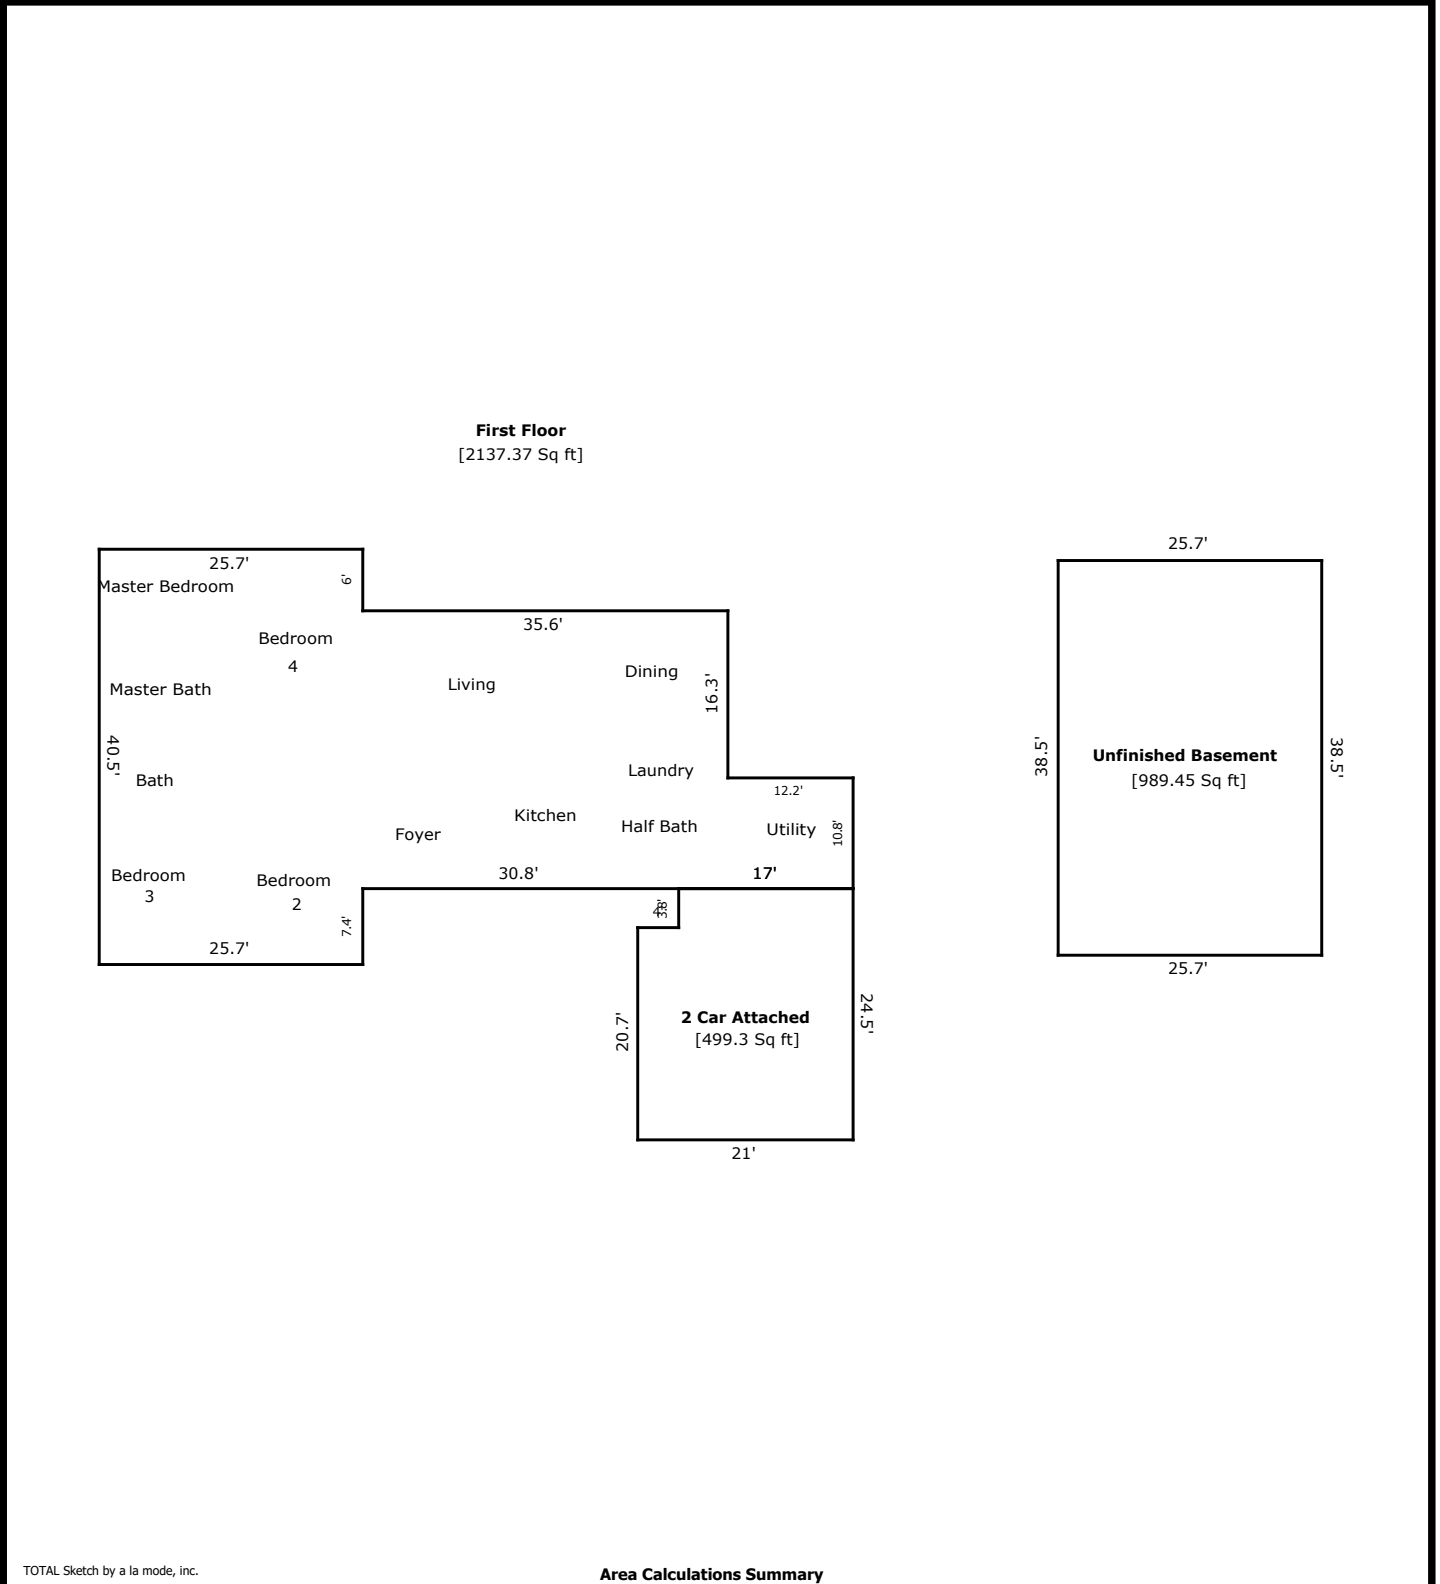 First Floor
[2137.37 Sq ft]
25.7'
25.7'
6'
Master Bedroom
35.6'
Bedroom
4
Dining
Living
Master Bath
16.3'
40.5'
Bath
Laundry
12.2'
Kitchen
Half Bath
Utility
10.8'
Foyer
38.5'
Unfinished Basement
[989.45 Sq ft]
38.5'
Bedroom
3
Bedroom
2
30.8'
17'
7.4'
4'
3.8'
25.7'
25.7'
20.7'
2 Car Attached
[499.3 Sq ft]
24.5'
21'
TOTAL Sketch by a la mode, inc.
Area Calculations Summary